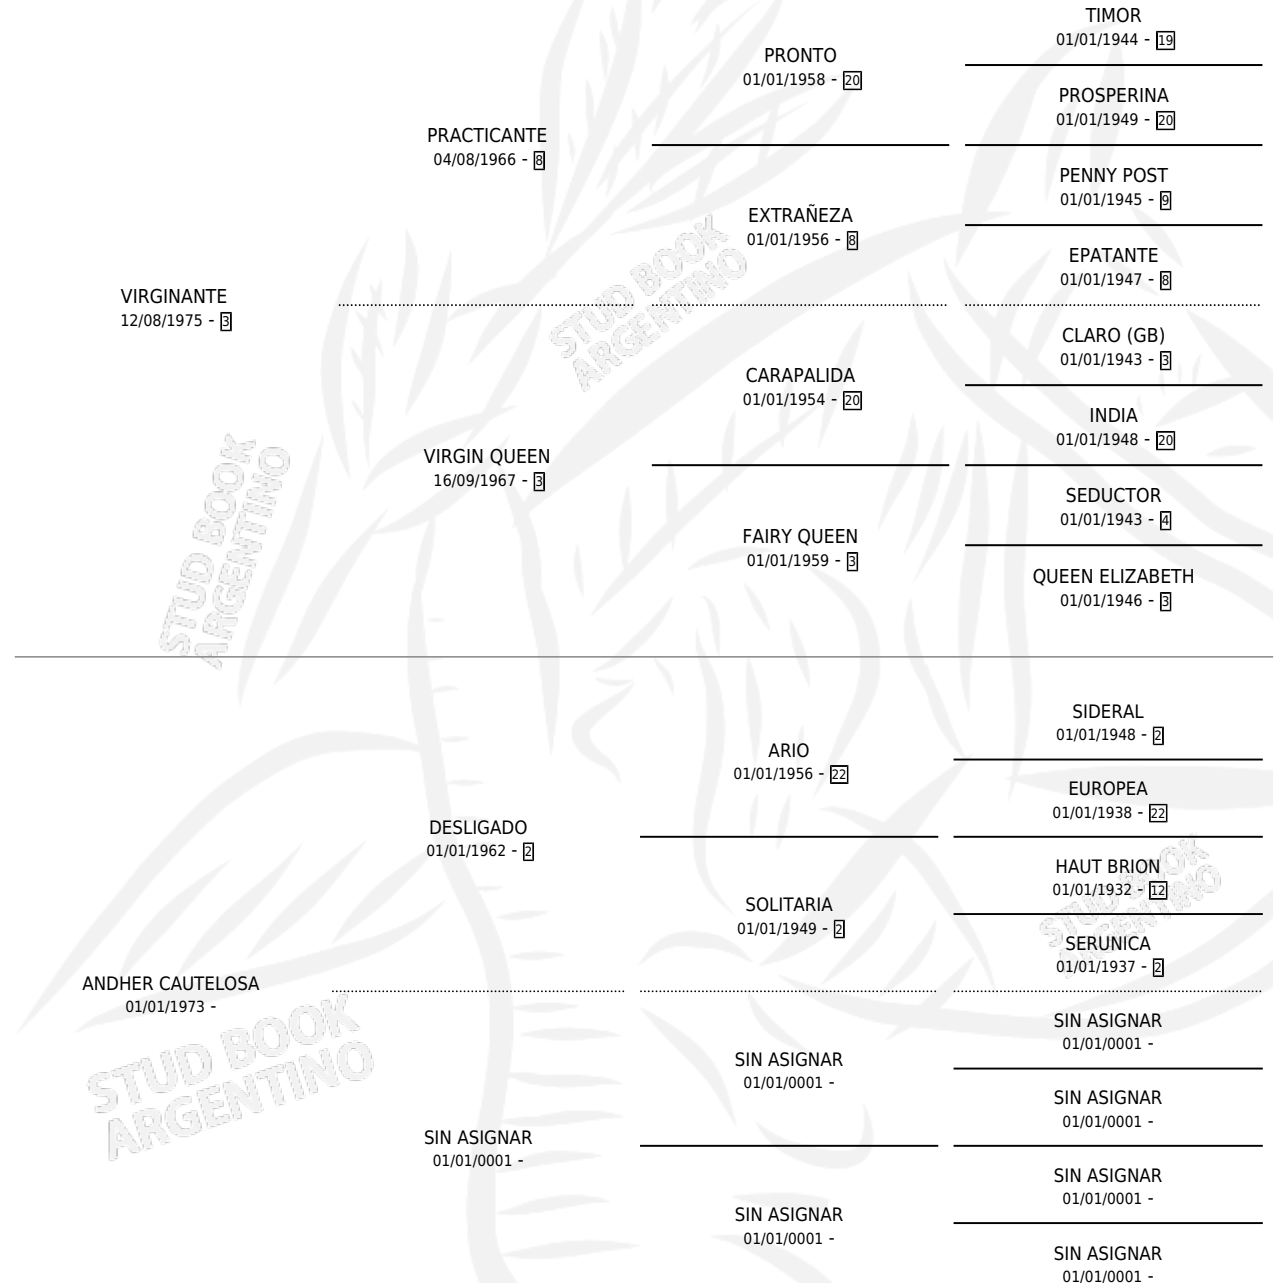 TIMOR
01/01/1944 - 19
PRONTO
01/01/1958 - 20
PROSPERINA
01/01/1949 - 20
PRACTICANTE
04/08/1966 - 8
PENNY POST
01/01/1945 - 9
EXTRAÑEZA
01/01/1956 - 8
EPATANTE
01/01/1947 - 8
VIRGINANTE
12/08/1975 - 3
CLARO (GB)
01/01/1943 - 3
CARAPALIDA
01/01/1954 - 20
INDIA
01/01/1948 - 20
VIRGIN QUEEN
16/09/1967 - 3
SEDUCTOR
01/01/1943 - 4
FAIRY QUEEN
01/01/1959 - 3
QUEEN ELIZABETH
01/01/1946 - 3
SIDERAL
01/01/1948 - 2
ARIO
01/01/1956 - 22
EUROPEA
01/01/1938 - 22
DESLIGADO
01/01/1962 - 2
HAUT BRION
01/01/1932 - 12
SOLITARIA
01/01/1949 - 2
SERUNICA
01/01/1937 - 2
ANDHER CAUTELOSA
01/01/1973 -
SIN ASIGNAR
01/01/0001 -
SIN ASIGNAR
01/01/0001 -
SIN ASIGNAR
01/01/0001 -
SIN ASIGNAR
01/01/0001 -
SIN ASIGNAR
01/01/0001 -
SIN ASIGNAR
01/01/0001 -
SIN ASIGNAR
01/01/0001 -
STUD BOOK
ARGENTINO
STUD BOOK
ARGENTINO
STUD BOOK
ARGENTINO
STUD BOOK
ARGENTINO